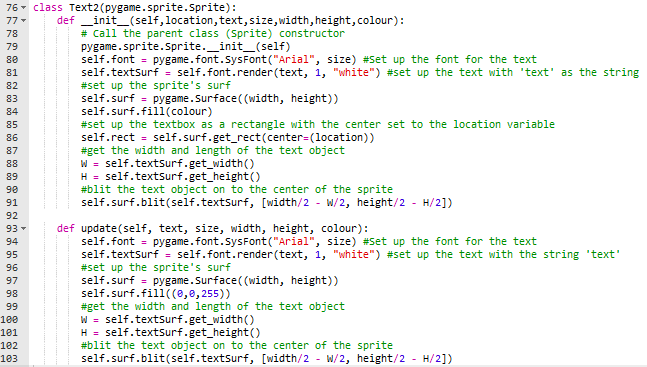 76 class Text2(pygame.sprite.Sprite):
77     def __init__(self,location,text,size,width,height,colour):
78         # Call the parent class (Sprite) constructor
79         pygame.sprite.Sprite.__init__(self)
80         self.font = pygame.font.SysFont("Arial", size) #Set up the font for the text
81         self.textSurf = self.font.render(text, 1, "white") #set up the text with 'text' as the string
82         #set up the sprite's surf
83         self.surf = pygame.Surface((width, height))
84         self.surf.fill(colour)
85         #set up the textbox as a rectangle with the center set to the location variable
86         self.rect = self.surf.get_rect(center=(location))
87         #get the width and length of the text object
88         W = self.textSurf.get_width()
89         H = self.textSurf.get_height()
90         #blit the text object on to the center of the sprite
91         self.surf.blit(self.textSurf, [width/2 - W/2, height/2 - H/2])
92
93     def update(self, text, size, width, height, colour):
94         self.font = pygame.font.SysFont("Arial", size) #Set up the font for the text
95         self.textSurf = self.font.render(text, 1, "white") #set up the text with the string 'text'
96         #set up the sprite's surf
97         self.surf = pygame.Surface((width, height))
98         self.surf.fill((0,0,255))
99         #get the width and length of the text object
100         W = self.textSurf.get_width()
101         H = self.textSurf.get_height()
102         #blit the text object on to the center of the sprite
103         self.surf.blit(self.textSurf, [width/2 - W/2, height/2 - H/2])